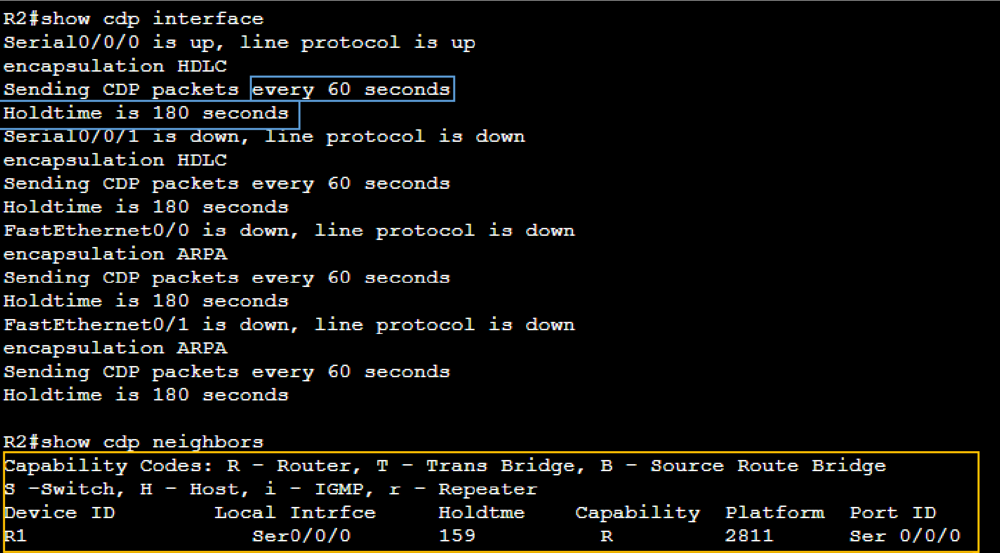 R2#show cdp interface
Serial0/0/0 is up, line protocol is up
encapsulation HDLC
Sending CDP packets every 60 seconds
Holdtime is 180 seconds
Serial0/0/1 is down, line protocol is down
encapsulation HDLC
Sending CDP packets every 60 seconds
Holdtime is 180 seconds
FastEthernet0/0 is down, line protocol is down
encapsulation ARPA
Sending CDP packets every 60 seconds
Holdtime is 180 seconds
FastEthernet0/1 is down, line protocol is down
encapsulation ARPA
Sending CDP packets every 60 seconds
Holdtime is 180 seconds
R2#show cdp neighbors
Capability Codes: R - Router, T - Trans Bridge, B - Source Route Bridge
S -Switch, H - Host, i - IGMP, r - Repeater
Device ID Local Intrfce Holdtme Capability Platform Port ID
R1 Ser0/0/0 159 R 2811 Ser 0/0/0